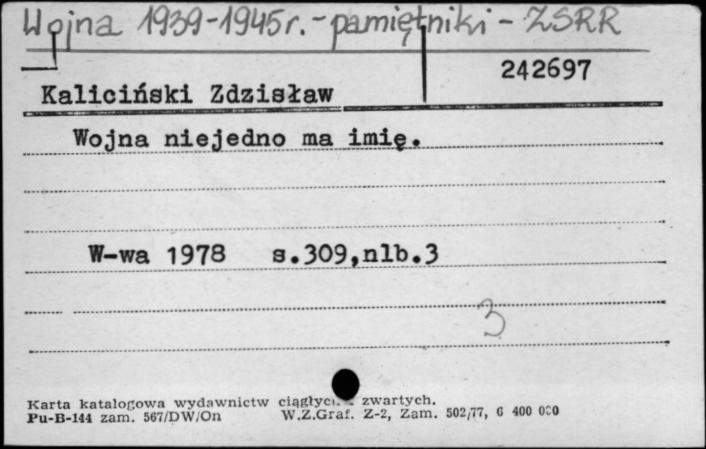 Wojna 1939-1945r. - pamiętniki - ZSRR
242697
Kaliciński Zdzisław
Wojna niejedno ma imię.
W-wa 1978 s.309,nlb.3
3
Karta katalogowa wydawnictw zwartych.
Pu-B-144 zam. 567/DW/On W.Z.Graf. Z-2, Zam. 502/77, 6 400 000